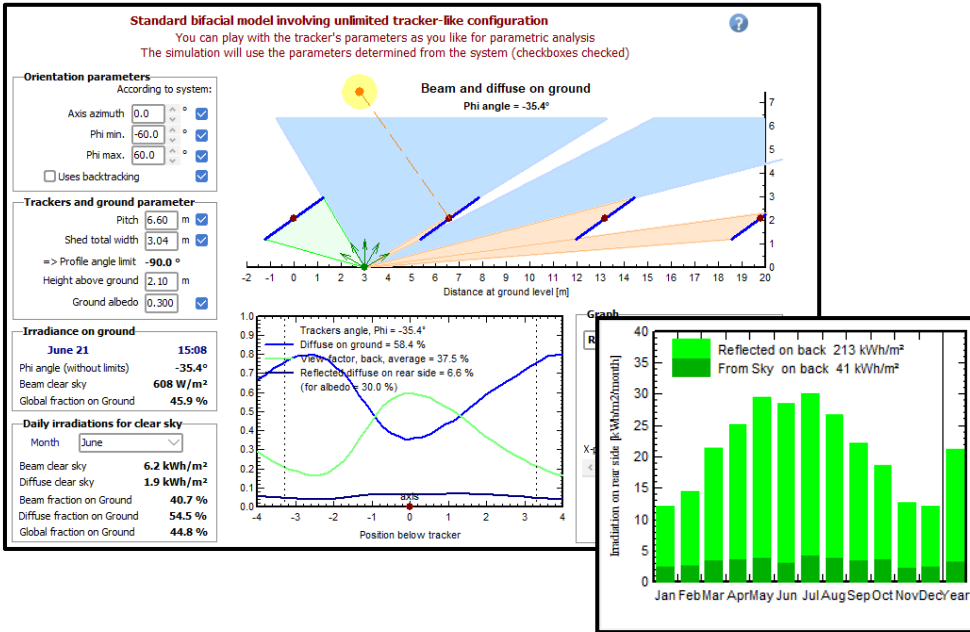 Standard bifacial model involving unlimited tracker-like configuration
You can play with the tracker's parameters as you like for parametric analysis
The simulation will use the parameters determined from the system (checkboxes checked)
?
Orientation parameters
According to system:
Axis azimuth 0.0 °
Phi min. -60.0 °
Phi max. 60.0 °
Uses backtracking
Trackers and ground parameter
Pitch 6.60 m
Shed total width 3.04 m
=> Profile angle limit -90.0 °
Height above ground 2.10 m
Ground albedo 0.300
Irradiance on ground
June 21 15:08
Phi angle (without limits) -35.4°
Beam clear sky 608 W/m²
Global fraction on Ground 45.9 %
Daily irradiations for clear sky
Month June
Beam clear sky 6.2 kWh/m²
Diffuse clear sky 1.9 kWh/m²
Beam fraction on Ground 40.7 %
Diffuse fraction on Ground 54.5 %
Global fraction on Ground 44.8 %
Beam and diffuse on ground
Phi angle = -35.4°
7
6
5
4
3
2
1
0
-2 -1 0 1 2 3 4 5 6 7 8 9 10 11 12 13 14 15 16 17 18 19 20
Distance at ground level [m]
Trackers angle, Phi = -35.4°
Diffuse on ground = 58.4 %
View factor, back, average = 37.5 %
Reflected diffuse on rear side = 6.6 %
(for albedo = 30.0 %)
1.0
0.9
0.8
0.7
0.6
0.5
0.4
0.3
0.2
0.1
0.0
axis
-4 -3 -2 -1 0 1 2 3 4
Position below tracker
Graph
R
X-p
<
Reflected on back 213 kWh/m²
From Sky on back 41 kWh/m²
Irradiation on rear side [kWh/m2/month]
40
35
30
25
20
15
10
5
0
Jan Feb Mar Apr May Jun Jul Aug Sep Oct Nov Dec Year